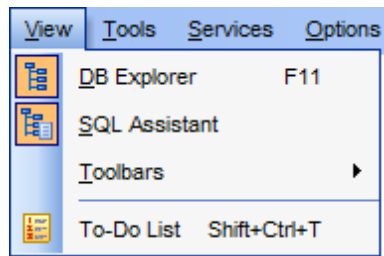 View Tools Services Options
DB Explorer F11
SQL Assistant
Toolbars
To-Do List Shift+Ctrl+T